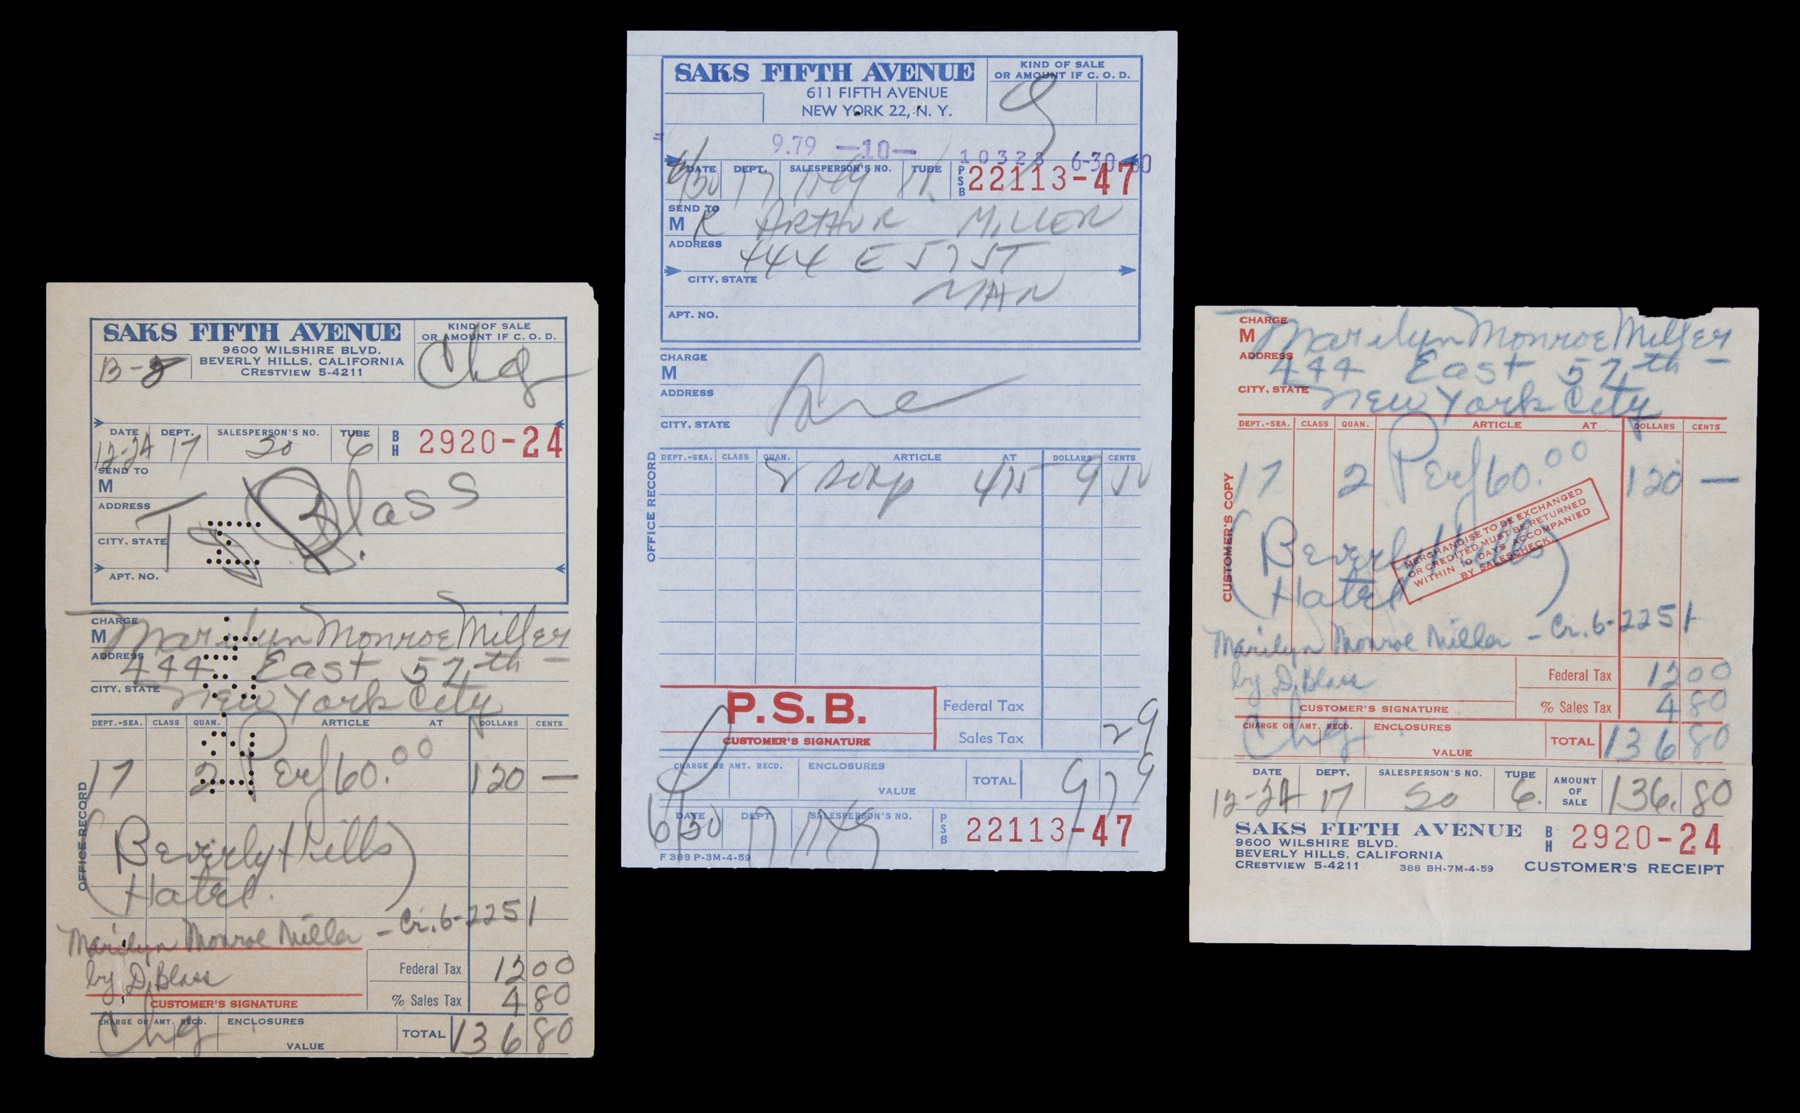 SAKS FIFTH AVENUE
9600 WILSHIRE BLVD.
BEVERLY HILLS, CALIFORNIA
CRESTVIEW 5-4211
KIND OF SALE
OR AMOUNT IF C. O. D.
Chg
DATE DEPT. SALESPERSON'S NO. TUBE
12-24 17 50 6
BH 2920-24
SEND TO
M
Blass
ADDRESS
CITY, STATE
APT. NO.
CHARGE
M Marilyn Monroe Miller
ADDRESS 444 East 57th -
CITY, STATE New York City
DEPT.-SEA. CLASS QUAN. ARTICLE AT DOLLARS CENTS
17 2 Perf 60.00 120 —
(Beverly Hills
Hatel.)
OFFICE RECORD
Marilyn Monroe Miller - Cr. 6-2251
by D. Blass
CUSTOMER'S SIGNATURE
Federal Tax 12 00
% Sales Tax 4 80
CHARGE OR AMT. RECD. ENCLOSURES
Chg
VALUE
TOTAL 136 80
SAKS FIFTH AVENUE
611 FIFTH AVENUE
NEW YORK 22, N. Y.
KIND OF SALE
OR AMOUNT IF C. O. D.
9.79 —10— 10323 6-30-60
DATE DEPT. SALESPERSON'S NO. TUBE
6/30 17 1149 11
PSB 22113-47
SEND TO
MR ARTHUR MILLER
ADDRESS 444 E 57 ST
CITY, STATE MAN
APT. NO.
CHARGE
M
ADDRESS
CITY, STATE
DEPT.-SEA. CLASS QUAN. ARTICLE AT DOLLARS CENTS
2 475 9 50
OFFICE RECORD
P.S.B.
CUSTOMER'S SIGNATURE
Federal Tax
Sales Tax 29
CHARGE OR AMT. RECD. ENCLOSURES
VALUE
TOTAL 9 79
DATE DEPT. SALESPERSON'S NO.
6/30 17 1149
PSB 22113-47
F 388 P-3M-4-59
CHARGE
M Marilyn Monroe Miller
ADDRESS 444 East 57th -
CITY, STATE New York City
DEPT.-SEA. CLASS QUAN. ARTICLE AT DOLLARS CENTS
17 2 Perf 60.00 120 —
(Beverly Hills
Hatel)
MERCHANDISE TO BE EXCHANGED
OR CREDITED MUST BE RETURNED
WITHIN 10 DAYS ACCOMPANIED
BY SALESCHECK
CUSTOMER'S COPY
Marilyn Monroe Miller - Cr. 6-2251
by D. Blass
CUSTOMER'S SIGNATURE
Federal Tax 12 00
% Sales Tax 4 80
CHARGE OR AMT. RECD. ENCLOSURES
Chg
VALUE
TOTAL 136 80
DATE DEPT. SALESPERSON'S NO. TUBE AMOUNT OF SALE
12-24 17 50 6. 136. 80
SAKS FIFTH AVENUE
9600 WILSHIRE BLVD.
BEVERLY HILLS, CALIFORNIA
CRESTVIEW 5-4211
388 BH-7M-4-59
BH 2920-24
CUSTOMER'S RECEIPT